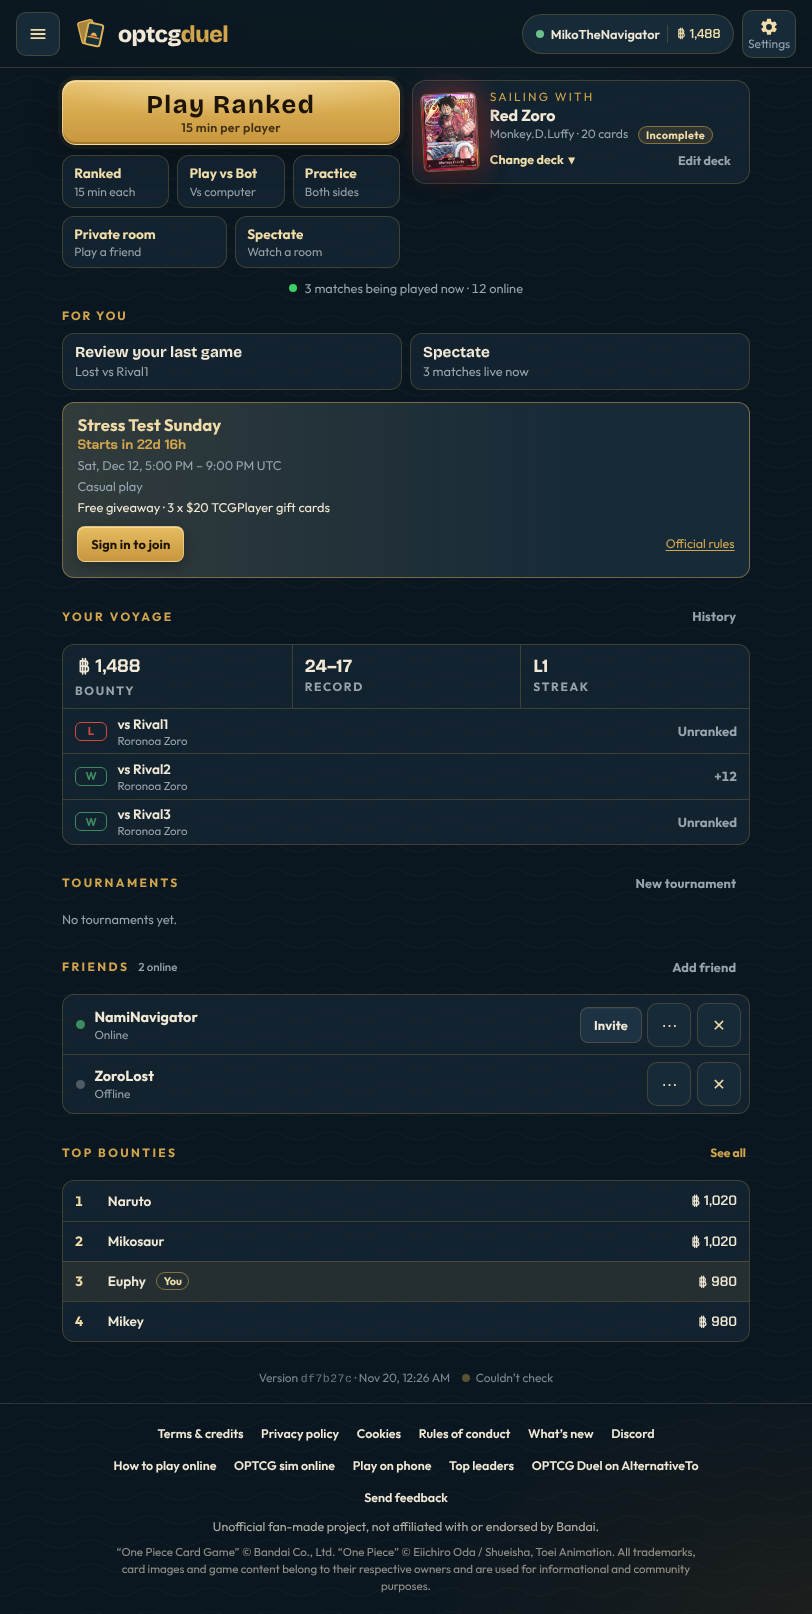 optcgduel
MikoTheNavigator
฿ 1,488
Settings
Play Ranked
15 min per player
SAILING WITH
Red Zoro
Monkey.D.Luffy · 20 cards
Incomplete
Change deck ▾
Edit deck
Ranked
15 min each
Play vs Bot
Vs computer
Practice
Both sides
Private room
Play a friend
Spectate
Watch a room
3 matches being played now · 12 online
FOR YOU
Review your last game
Lost vs Rival1
Spectate
3 matches live now
Stress Test Sunday
Starts in 22d 16h
Sat, Dec 12, 5:00 PM – 9:00 PM UTC
Casual play
Free giveaway · 3 x $20 TCGPlayer gift cards
Sign in to join
Official rules
YOUR VOYAGE
History
฿ 1,488
BOUNTY
24–17
RECORD
L1
STREAK
L
vs Rival1
Roronoa Zoro
Unranked
W
vs Rival2
Roronoa Zoro
+12
W
vs Rival3
Roronoa Zoro
Unranked
TOURNAMENTS
New tournament
No tournaments yet.
FRIENDS 2 online
Add friend
NamiNavigator
Online
Invite
⋯
✕
ZoroLost
Offline
⋯
✕
TOP BOUNTIES
See all
1 Naruto ฿ 1,020
2 Mikosaur ฿ 1,020
3 Euphy You ฿ 980
4 Mikey ฿ 980
Version df7b27c · Nov 20, 12:26 AM Couldn’t check
Terms & credits Privacy policy Cookies Rules of conduct What’s new Discord
How to play online OPTCG sim online Play on phone Top leaders OPTCG Duel on AlternativeTo
Send feedback
Unofficial fan-made project, not affiliated with or endorsed by Bandai.
“One Piece Card Game” © Bandai Co., Ltd. “One Piece” © Eiichiro Oda / Shueisha, Toei Animation. All trademarks,
card images and game content belong to their respective owners and are used for informational and community
purposes.